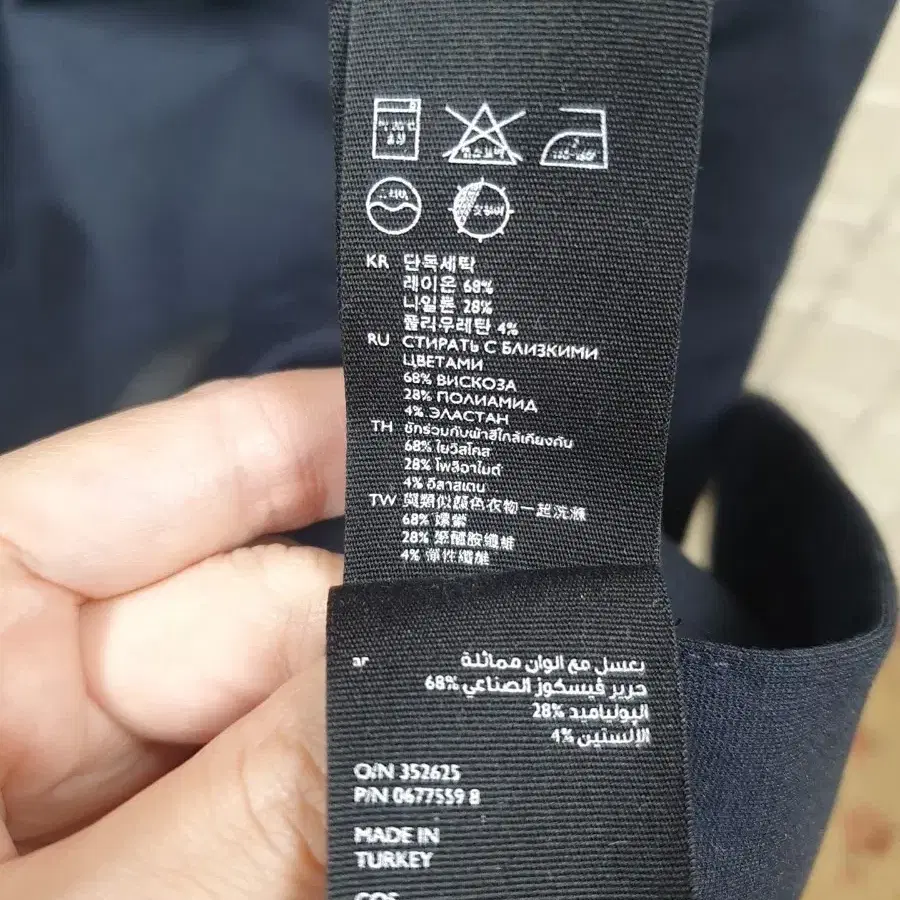 KR 단독세탁
레이온 68%
나일론 28%
폴리우레탄 4%
RU СТИРАТЬ С БЛИЗКИМИ
ЦВЕТАМИ
68% ВИСКОЗА
28% ПОЛИАМИД
4% ЭЛАСТАН
TH ซักร่วมกับผ้าสีใกล้เคียงกัน
68% ใยวิสโคส
28% โพลีอาไมด์
4% อีลาสเตน
TW 與類似顏色衣物一起洗滌
68% 嫘縈
28% 聚醯胺纖維
4% 彈性纖維
ar يغسل مع الوان مماثلة
حرير فيسكوز الصناعي 68%
البولياميد 28%
الإلستين 4%
O/N 352625
P/N 0677559 8
MADE IN
TURKEY
COS